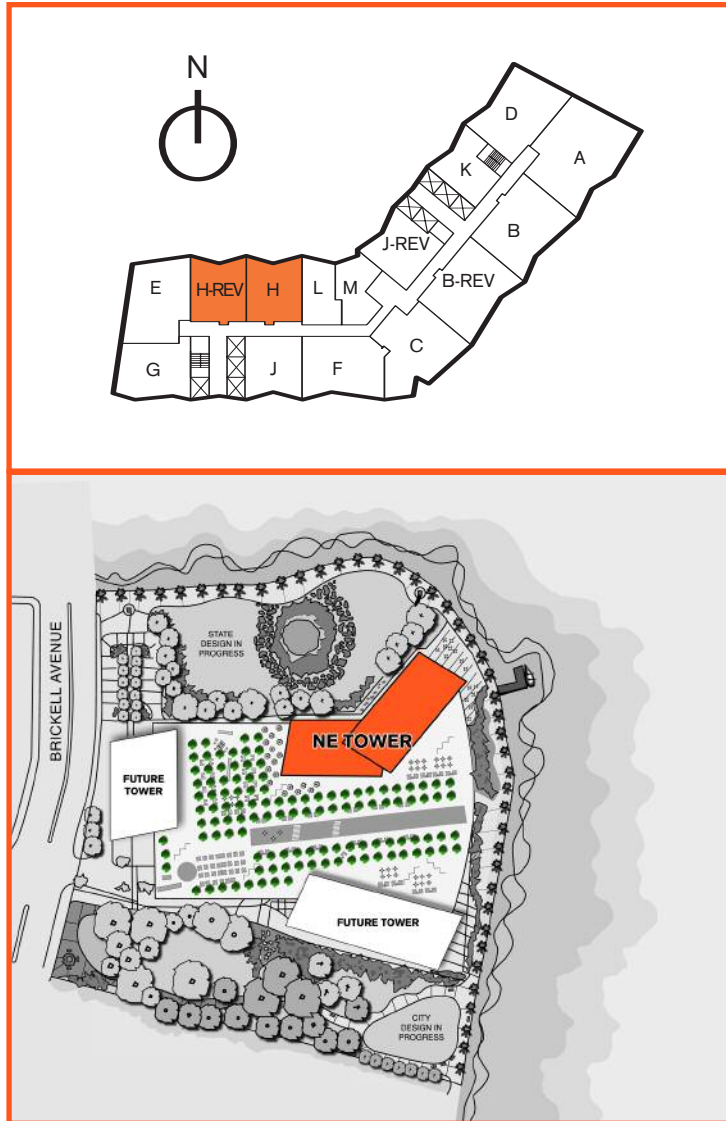 N
D
A
K
B
J-REV
B-REV
E
H-REV
H
L
M
C
G
J
F
BRICKELL AVENUE
STATE
DESIGN IN
PROGRESS
NE TOWER
FUTURE
TOWER
FUTURE TOWER
CITY
DESIGN IN
PROGRESS